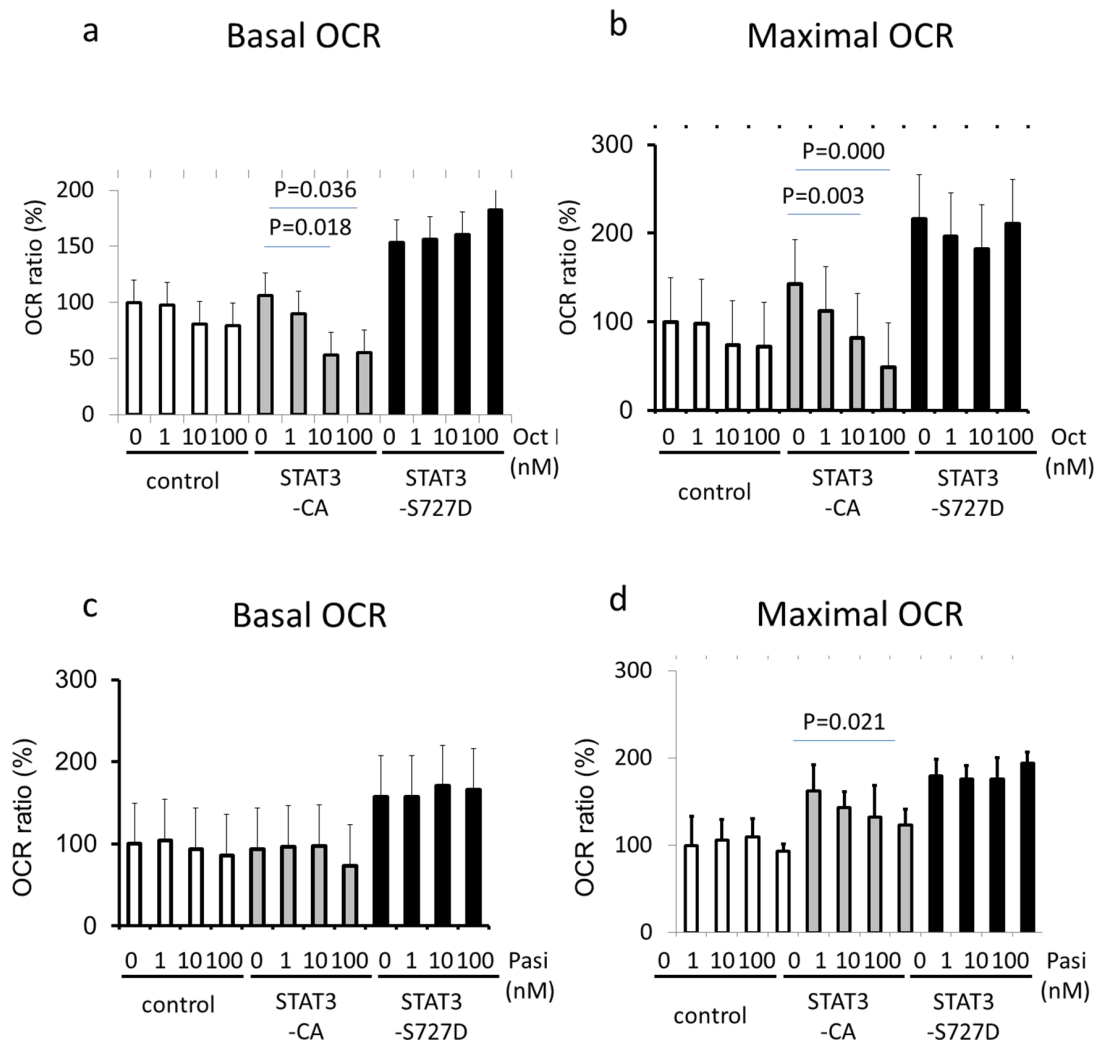 a
Basal OCR
OCR ratio (%)
200
150
100
50
0
P=0.036
P=0.018
0 1 10 100 0 1 10 100 0 1 10 100 Oct
(nM)
control
STAT3
-CA
STAT3
-S727D
b
Maximal OCR
OCR ratio (%)
300
200
100
0
P=0.000
P=0.003
0 1 10 100 0 1 10 100 0 1 10 100 Oct
(nM)
control
STAT3
-CA
STAT3
-S727D
c
Basal OCR
OCR ratio (%)
300
200
100
0
0 1 10 100 0 1 10 100 0 1 10 100 Pasi
(nM)
control
STAT3
-CA
STAT3
-S727D
d
Maximal OCR
OCR ratio (%)
300
200
100
0
P=0.021
0 1 10 100 0 1 10 100 0 1 10 100 Pasi
(nM)
control
STAT3
-CA
STAT3
-S727D